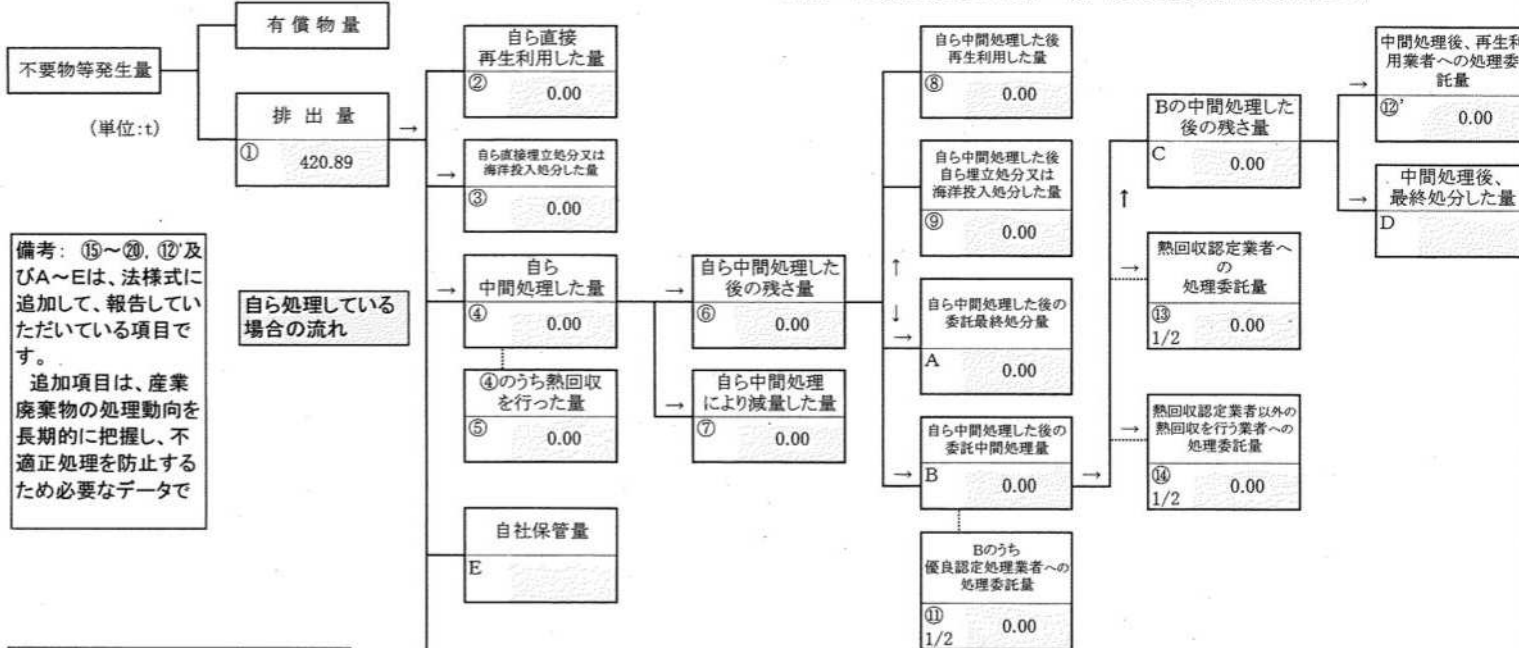 不要物等発生量
(単位:t)
有償物量
排出量
① 420.89
備考: ⑮～⑳, ⑫'及
びA～Eは、法様式に
追加して、報告してい
ただいている項目で
す。
追加項目は、産業
廃棄物の処理動向を
長期的に把握し、不
適正処理を防止する
ため必要なデータで
自ら処理している
場合の流れ
自ら直接
再生利用した量
② 0.00
自ら直接埋立処分又は
海洋投入処分した量
③ 0.00
自ら
中間処理した量
④ 0.00
④のうち熱回収
を行った量
⑤ 0.00
自社保管量
E
自ら中間処理した
後の残さ量
⑥ 0.00
自ら中間処理
により減量した量
⑦ 0.00
自ら中間処理した後
再生利用した量
⑧ 0.00
自ら中間処理した後
自ら埋立処分又は
海洋投入処分した量
⑨ 0.00
自ら中間処理した後の
委託最終処分量
A 0.00
自ら中間処理した後の
委託中間処理量
B 0.00
Bのうち
優良認定処理業者への
処理委託量
⑪
1/2 0.00
Bの中間処理した
後の残さ量
C 0.00
熱回収認定業者へ
の
処理委託量
⑬
1/2 0.00
熱回収認定業者以外の
熱回収を行う業者への
処理委託量
⑭
1/2 0.00
中間処理後、再生利
用業者への処理委
託量
⑫' 0.00
中間処理後、
最終処分した量
D